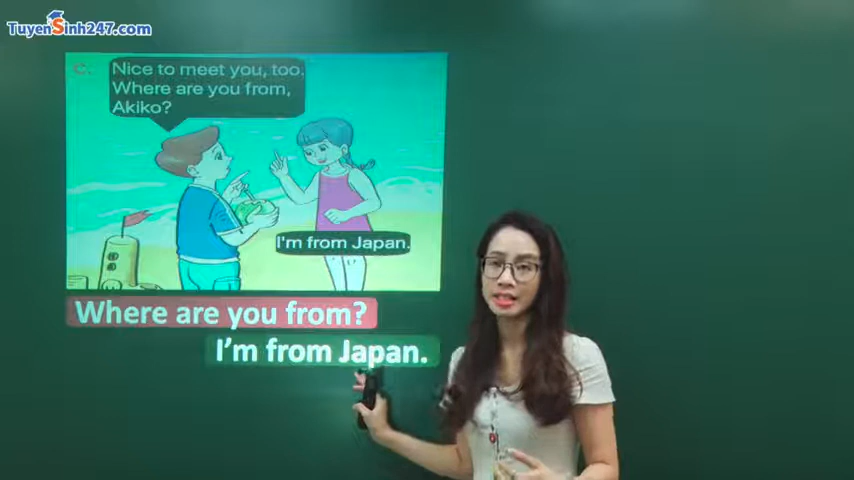 TuyenSinh247.com
C.
Nice to meet you, too.
Where are you from,
Akiko?
I'm from Japan.
Where are you from?
I'm from Japan.